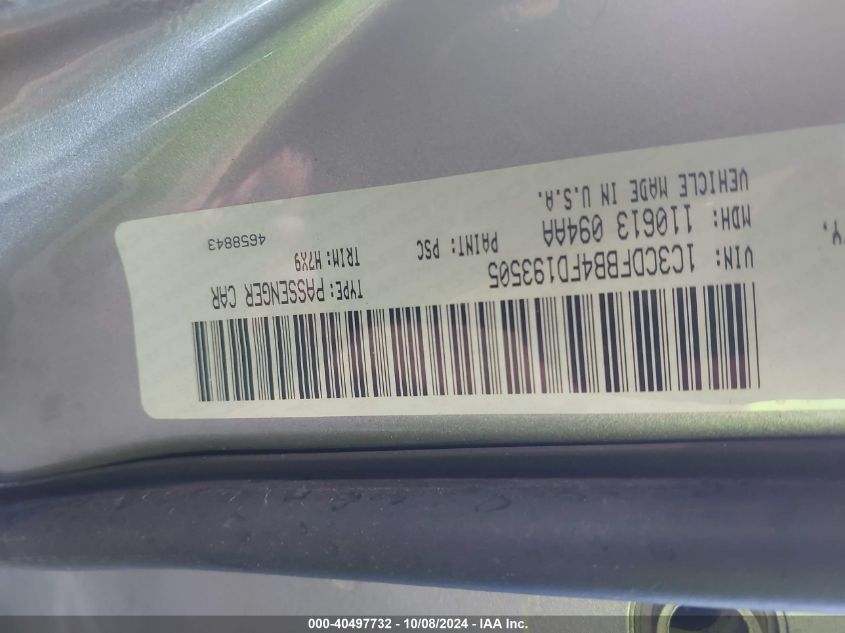 VIN: 1C3CDFBB4FD193505 TYPE: PASSENGER CAR
MDH: 110613 094AA PAINT: PSC TRIM: H7X9
VEHICLE MADE IN U.S.A. 4658843
Y.
000-40497732 - 10/08/2024 - IAA Inc.